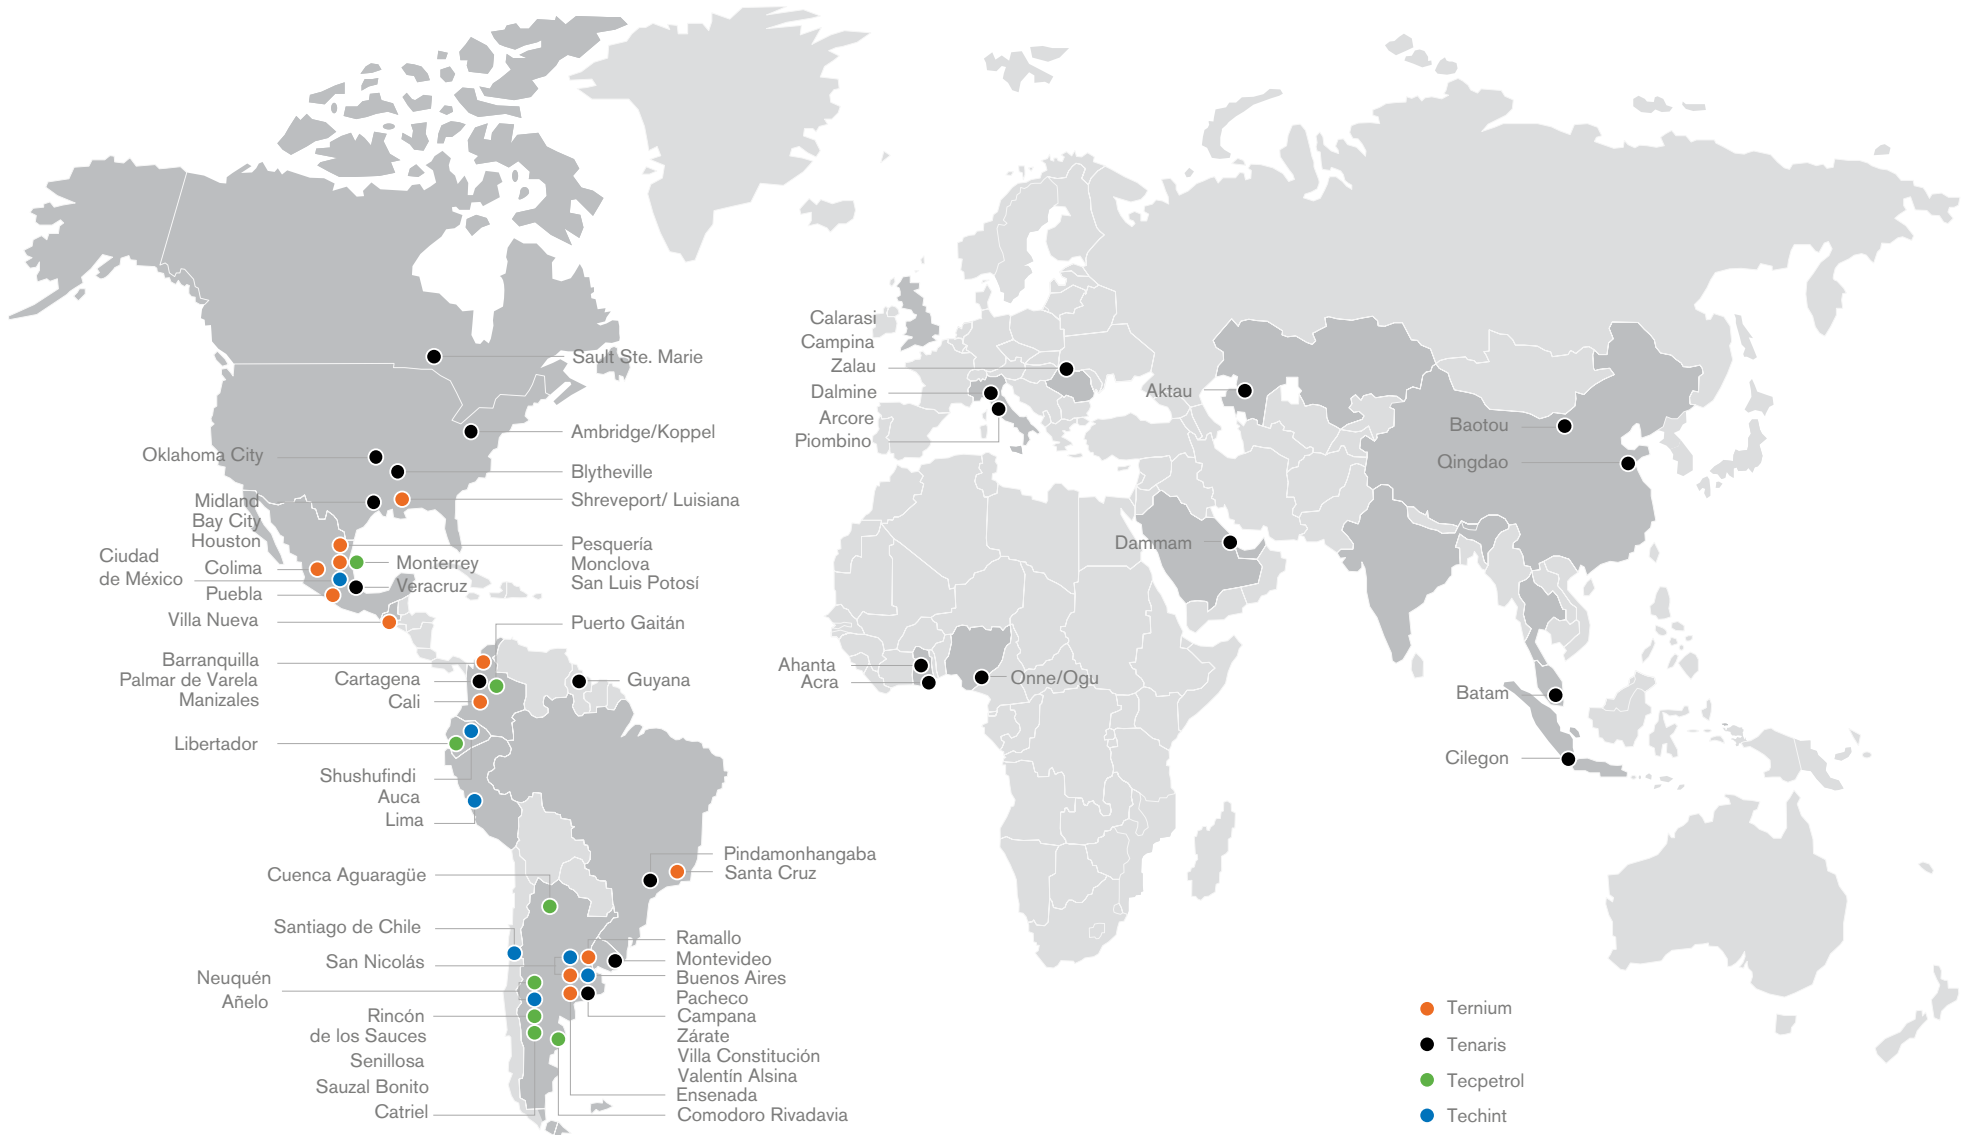 Sault Ste. Marie
Ambridge/Koppel
Oklahoma City
Blytheville
Shreveport/ Luisiana
Midland
Bay City
Houston
Pesquería
Monclova
San Luis Potosí
Ciudad
de México
Colima
Monterrey
Veracruz
Puebla
Villa Nueva
Puerto Gaitán
Barranquilla
Palmar de Varela
Manizales
Cartagena
Cali
Guyana
Libertador
Shushufindi
Auca
Lima
Pindamonhangaba
Santa Cruz
Cuenca Aguaragüe
Santiago de Chile
San Nicolás
Neuquén
Añelo
Rincón
de los Sauces
Senillosa
Sauzal Bonito
Catriel
Ramallo
Montevideo
Buenos Aires
Pacheco
Campana
Zárate
Villa Constitución
Valentín Alsina
Ensenada
Comodoro Rivadavia
Calarasi
Campina
Zalau
Dalmine
Arcore
Piombino
Aktau
Baotou
Qingdao
Dammam
Ahanta
Acra
Onne/Ogu
Batam
Cilegon
Ternium
Tenaris
Tecpetrol
Techint